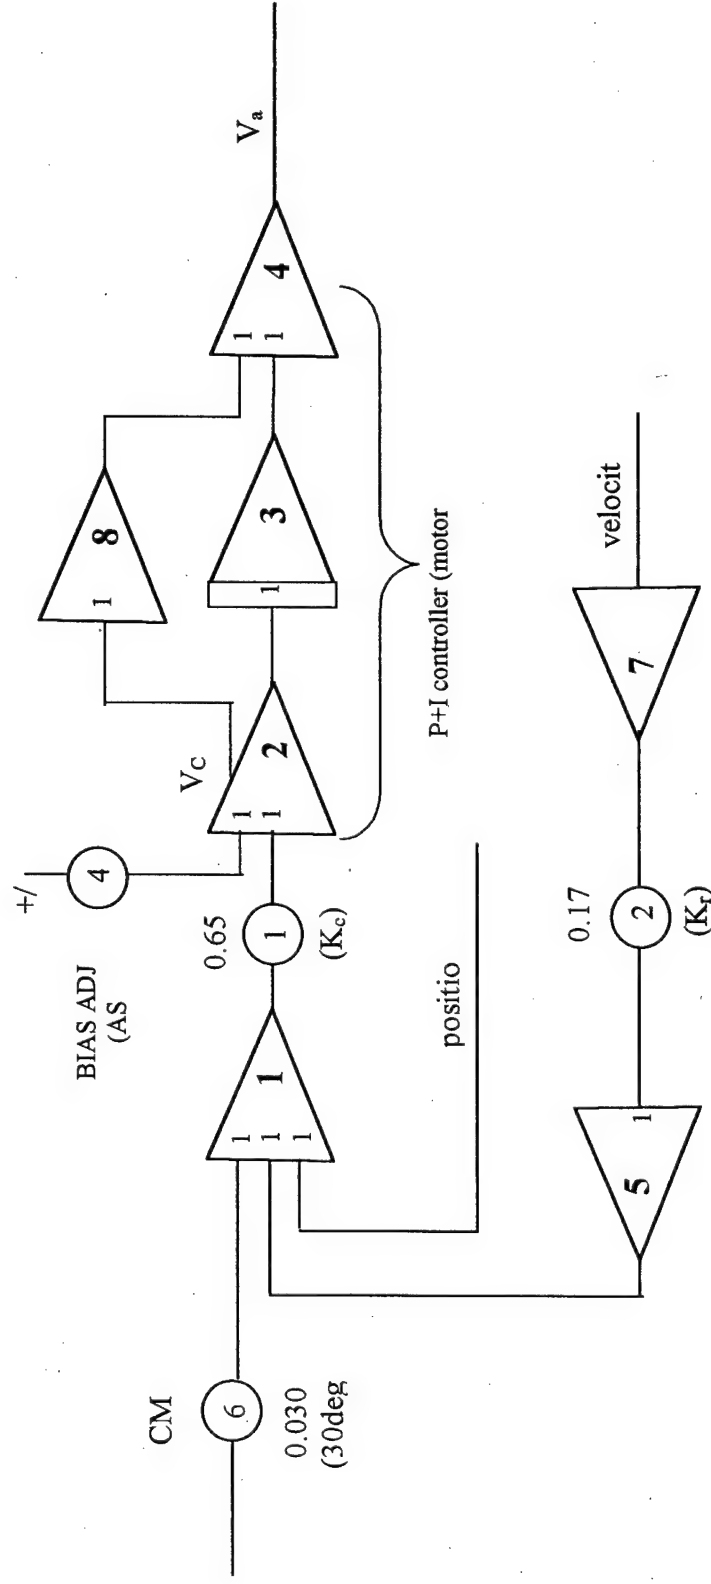 CM
6
0.030
(30deg
1
1
1
1
BIAS ADJ
(AS
+/
4
0.65
1
(Kc)
Vc
1
1
2
1
8
1
3
1
1
4
Va
P+I controller (motor
positio
velocit
7
0.17
2
(Kr)
1
5